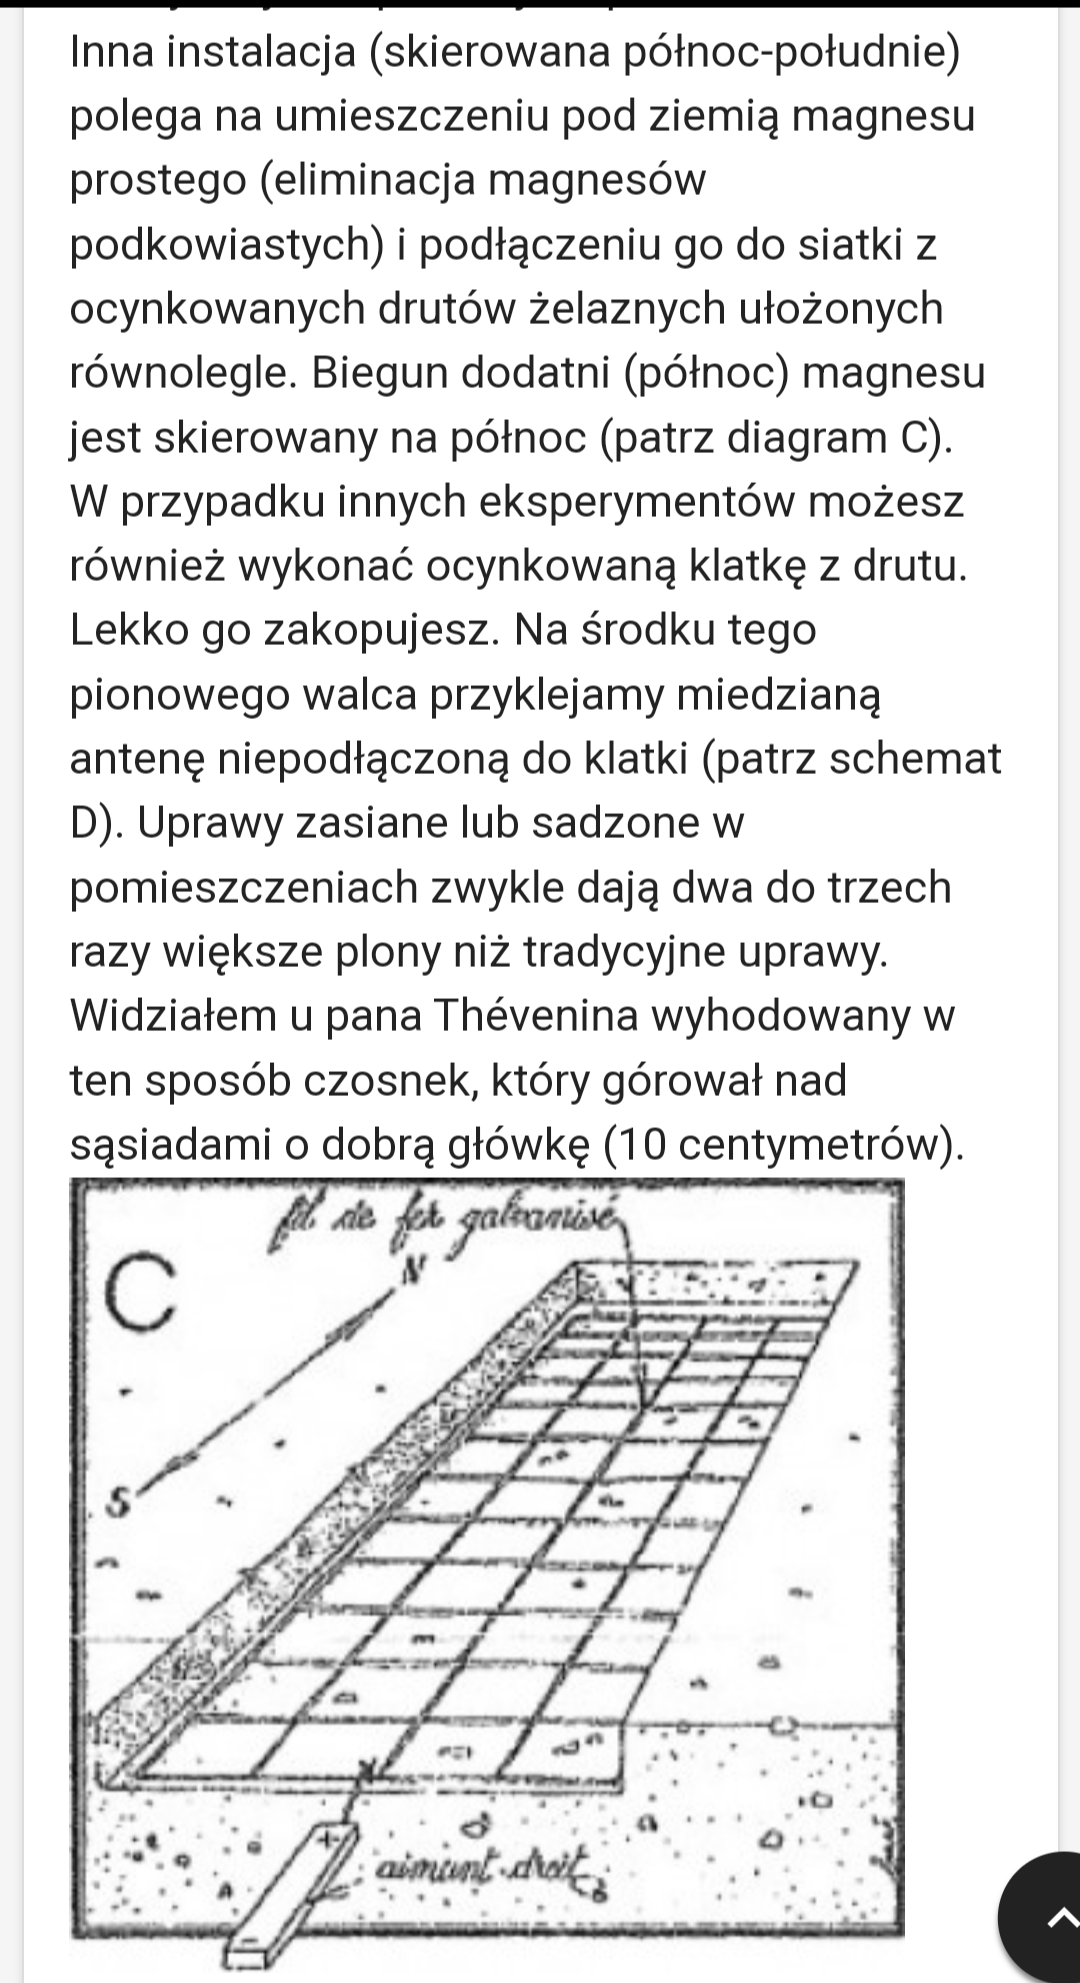 Inna instalacja (skierowana północ-południe)
polega na umieszczeniu pod ziemią magnesu
prostego (eliminacja magnesów
podkowiastych) i podłączeniu go do siatki z
ocynkowanych drutów żelaznych ułożonych
równolegle. Biegun dodatni (północ) magnesu
jest skierowany na północ (patrz diagram C).
W przypadku innych eksperymentów możesz
również wykonać ocynkowaną klatkę z drutu.
Lekko go zakopujesz. Na środku tego
pionowego walca przyklejamy miedzianą
antenę niepodłączoną do klatki (patrz schemat
D). Uprawy zasiane lub sadzone w
pomieszczeniach zwykle dają dwa do trzech
razy większe plony niż tradycyjne uprawy.
Widziałem u pana Thévenina wyhodowany w
ten sposób czosnek, który górował nad
sąsiadami o dobrą główkę (10 centymetrów).
fil de fer galvanisé
N
C
S
+
aimant droit
-